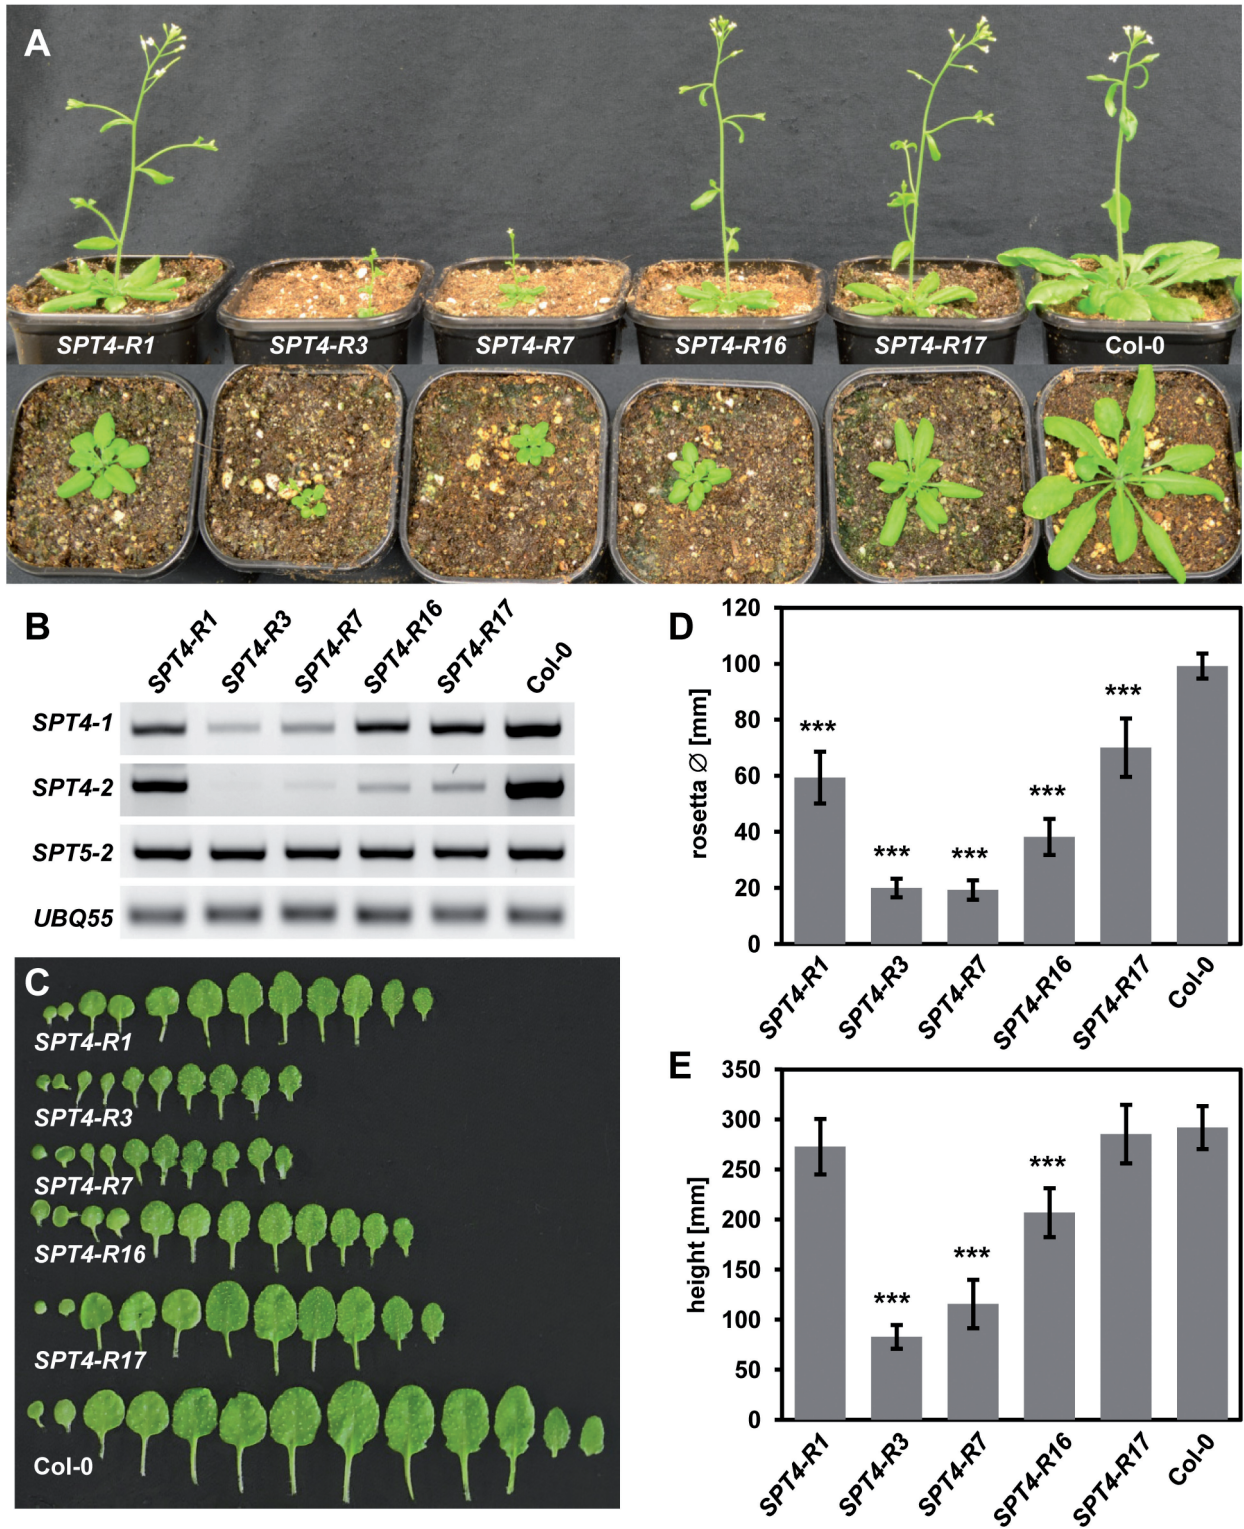 A
SPT4-R1
SPT4-R3
SPT4-R7
SPT4-R16
SPT4-R17
Col-0
B
SPT4-R1
SPT4-R3
SPT4-R7
SPT4-R16
SPT4-R17
Col-0
SPT4-1
SPT4-2
SPT5-2
UBQ55
C
SPT4-R1
SPT4-R3
SPT4-R7
SPT4-R16
SPT4-R17
Col-0
D
rosetta Ø [mm]
120
100
80
60
40
20
0
***
***
***
***
***
SPT4-R1
SPT4-R3
SPT4-R7
SPT4-R16
SPT4-R17
Col-0
E
height [mm]
350
300
250
200
150
100
50
0
***
***
***
SPT4-R1
SPT4-R3
SPT4-R7
SPT4-R16
SPT4-R17
Col-0